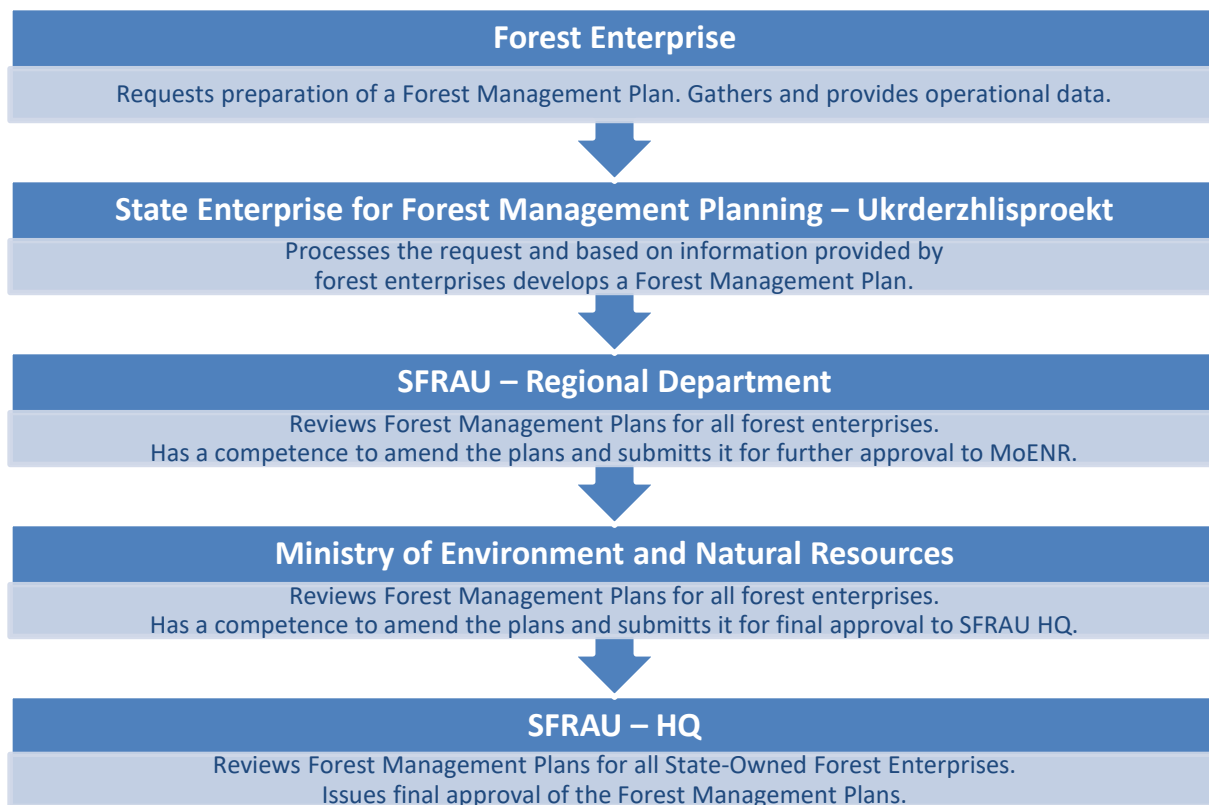 Forest Enterprise
Requests preparation of a Forest Management Plan. Gathers and provides operational data.
State Enterprise for Forest Management Planning – Ukrderzhlisproekt
Processes the request and based on information provided by
forest enterprises develops a Forest Management Plan.
SFRAU – Regional Department
Reviews Forest Management Plans for all forest enterprises.
Has a competence to amend the plans and submitts it for further approval to MoENR.
Ministry of Environment and Natural Resources
Reviews Forest Management Plans for all forest enterprises.
Has a competence to amend the plans and submitts it for final approval to SFRAU HQ.
SFRAU – HQ
Reviews Forest Management Plans for all State-Owned Forest Enterprises.
Issues final approval of the Forest Management Plans.